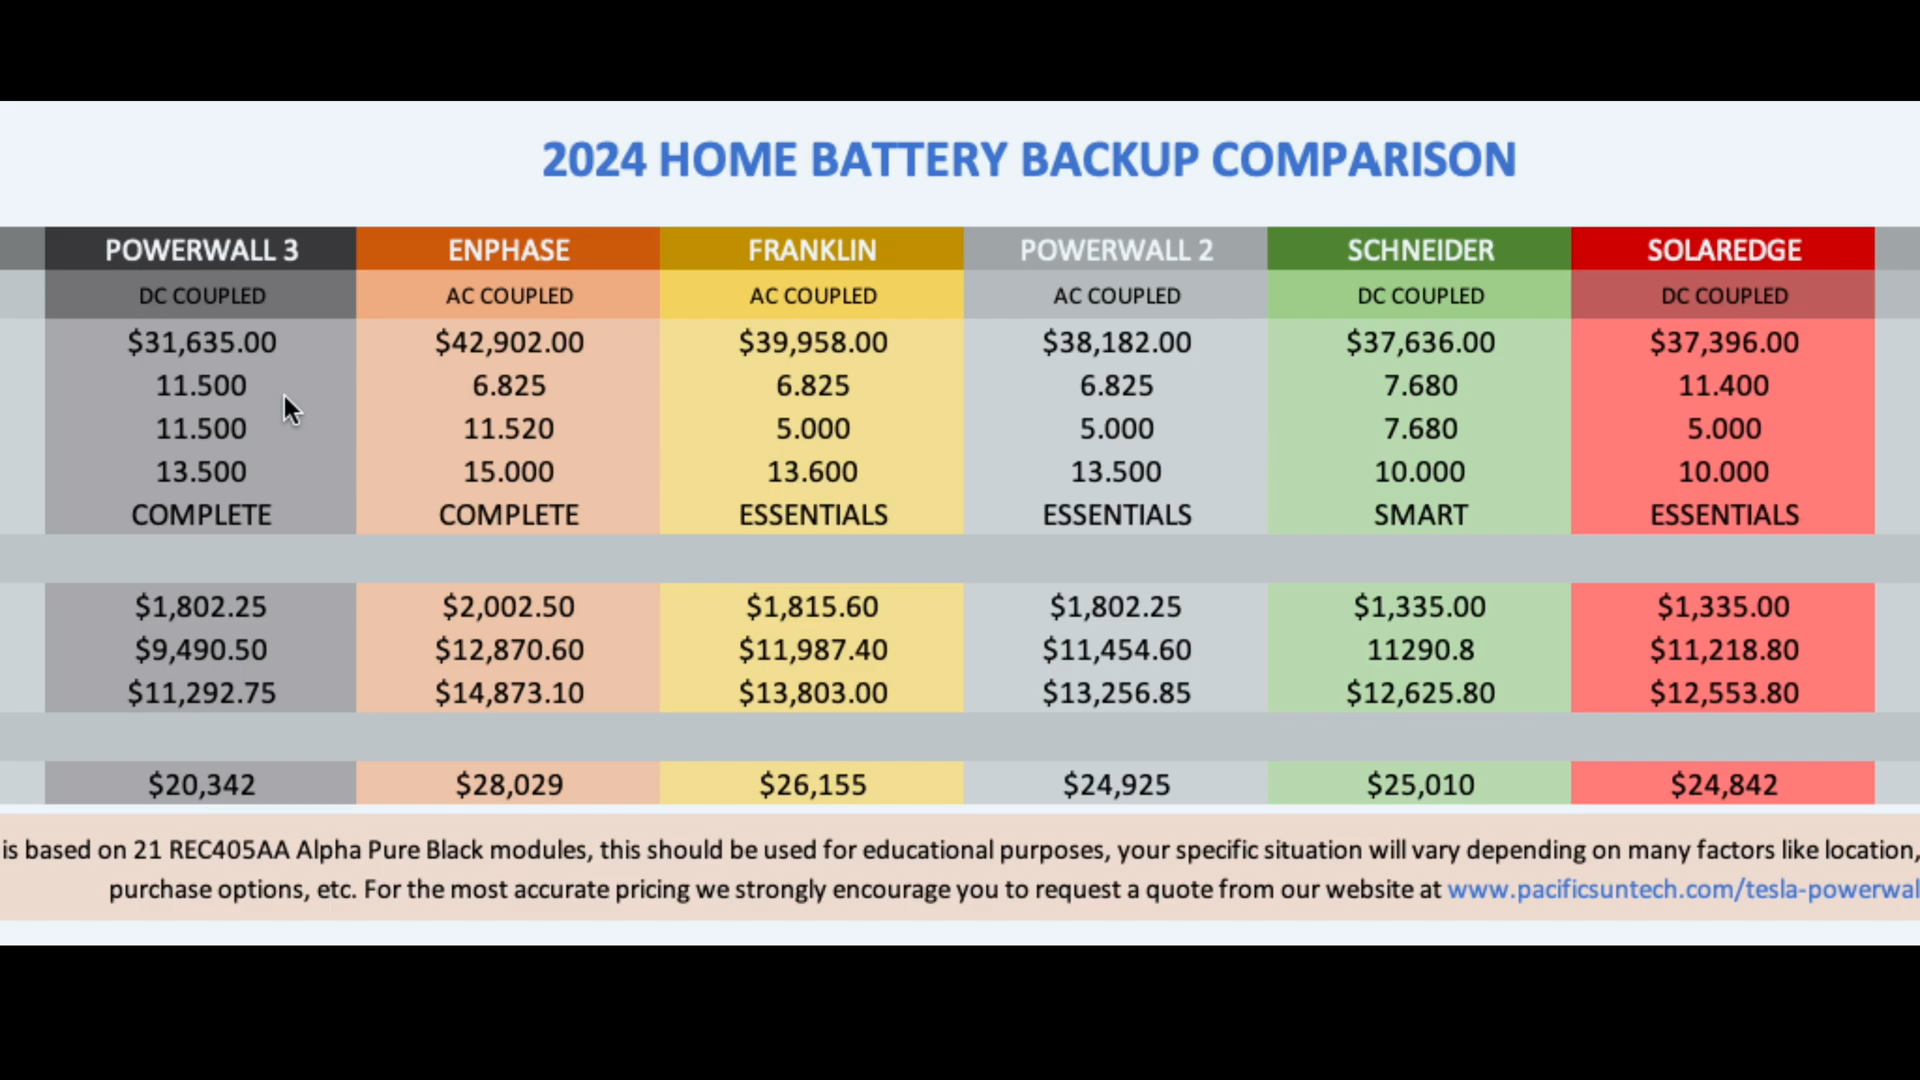 2024 HOME BATTERY BACKUP COMPARISON
POWERWALL 3 ENPHASE FRANKLIN POWERWALL 2 SCHNEIDER SOLAREDGE
DC COUPLED AC COUPLED AC COUPLED AC COUPLED DC COUPLED DC COUPLED
$31,635.00 $42,902.00 $39,958.00 $38,182.00 $37,636.00 $37,396.00
11.500 6.825 6.825 6.825 7.680 11.400
11.500 11.520 5.000 5.000 7.680 5.000
13.500 15.000 13.600 13.500 10.000 10.000
COMPLETE COMPLETE ESSENTIALS ESSENTIALS SMART ESSENTIALS
$1,802.25 $2,002.50 $1,815.60 $1,802.25 $1,335.00 $1,335.00
$9,490.50 $12,870.60 $11,987.40 $11,454.60 11290.8 $11,218.80
$11,292.75 $14,873.10 $13,803.00 $13,256.85 $12,625.80 $12,553.80
$20,342 $28,029 $26,155 $24,925 $25,010 $24,842
is based on 21 REC405AA Alpha Pure Black modules, this should be used for educational purposes, your specific situation will vary depending on many factors like location,
purchase options, etc. For the most accurate pricing we strongly encourage you to request a quote from our website at www.pacificsuntech.com/tesla-powerwal